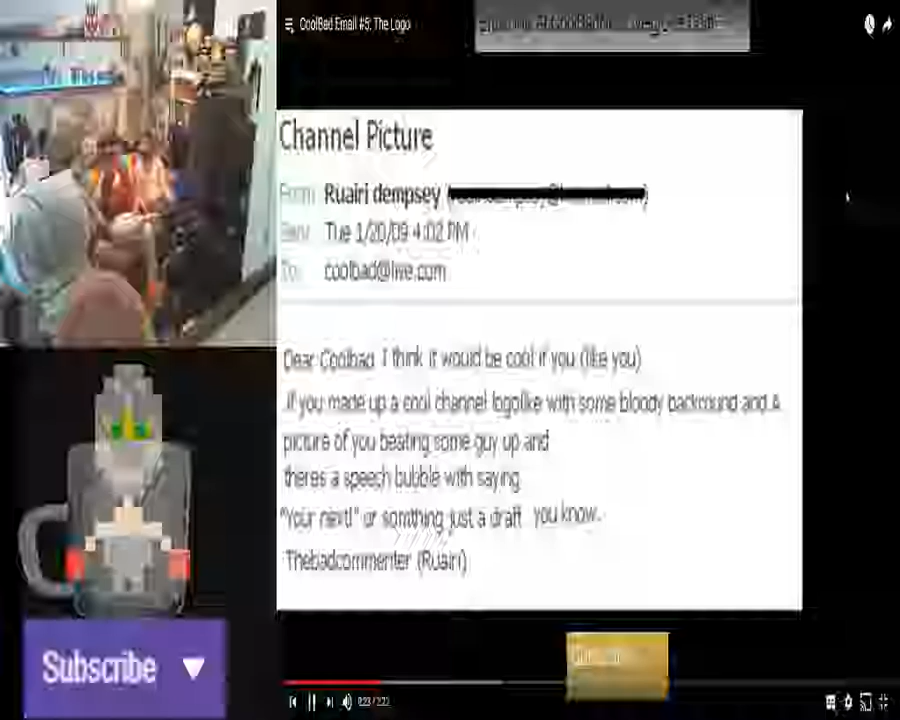 CoolBad Email #5: The Logo
Channel Picture
From: Ruairi dempsey
Sent: Tue 1/20/09 4:02 PM
To: coolbad@live.com
Dear Coolbad I think it would be cool if you (like you)
if you made up a cool channel logolike with some bloody backround and A
picture of you beating some guy up and
theres a speech bubble with saying
"Your next!" or somthing just a draft you know.
Thebadcommenter (Ruairi)
Subscribe